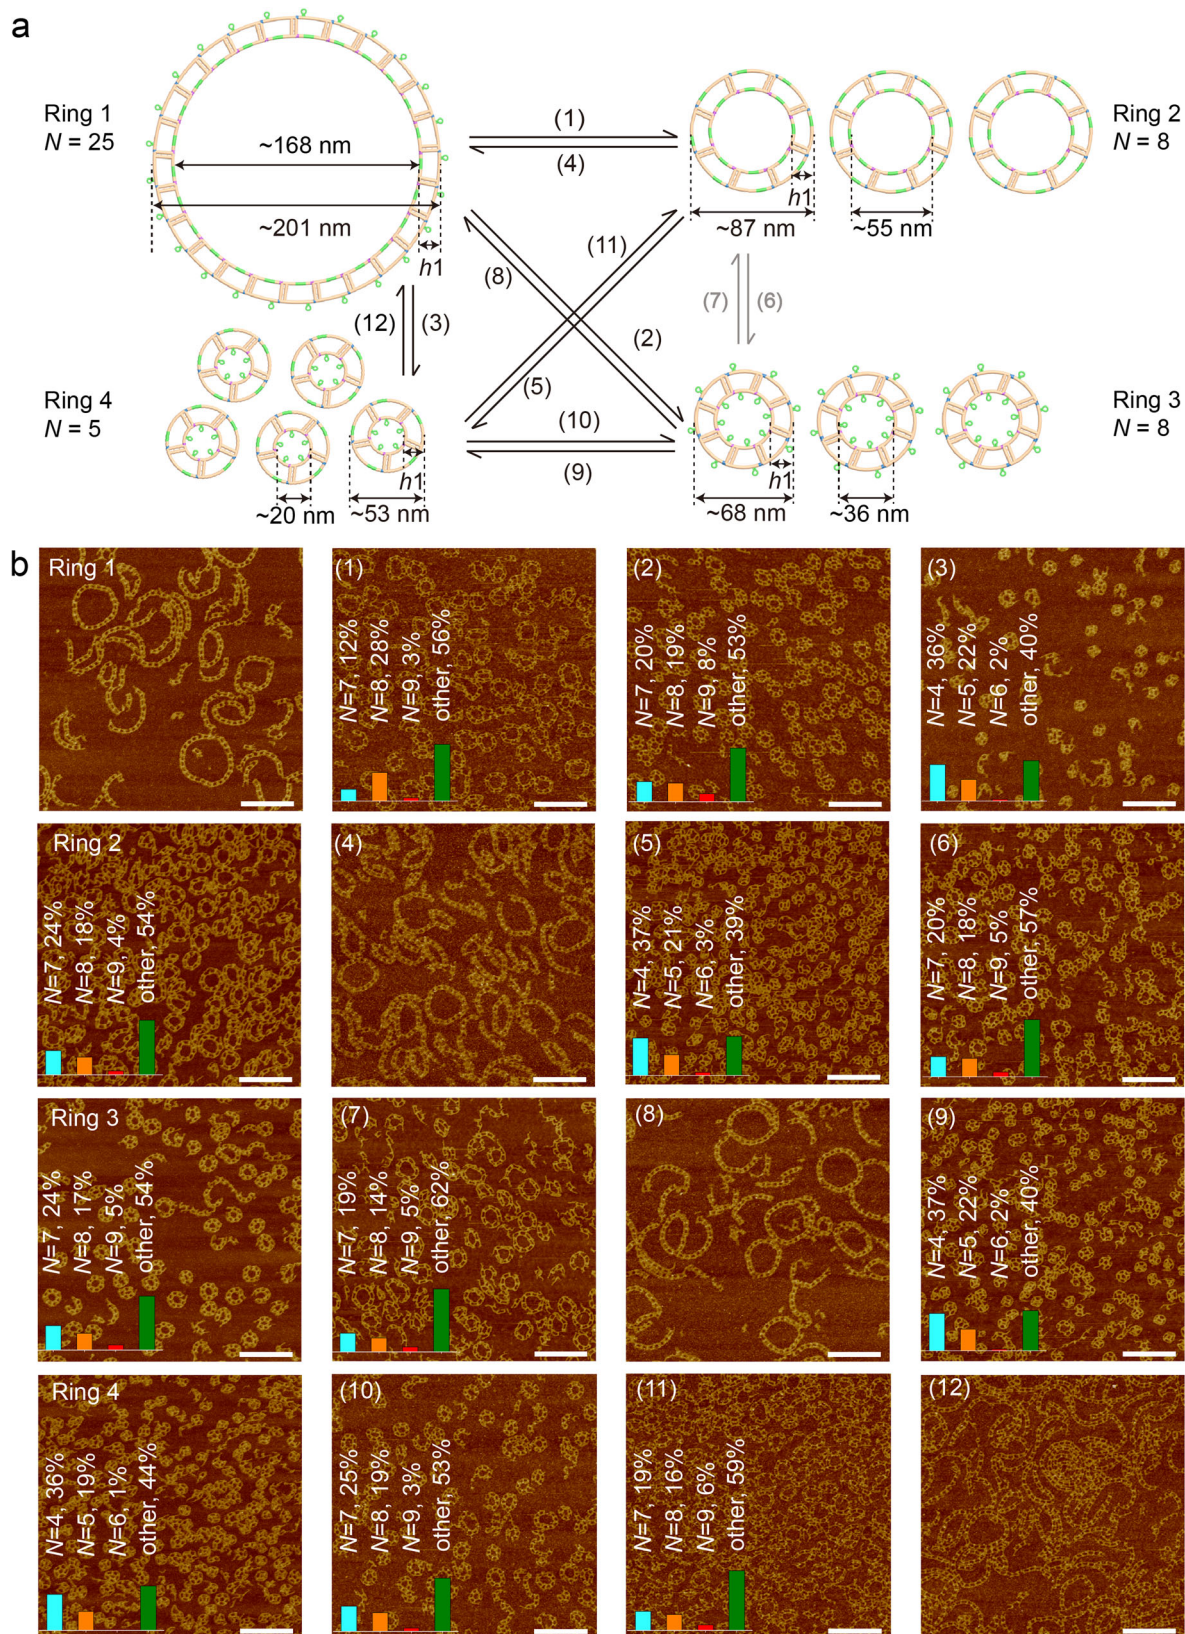 a
Ring 1
N = 25
~168 nm
~201 nm
h1
(1)
(4)
Ring 2
N = 8
h1
~87 nm
~55 nm
(11)
(8)
(12)
(3)
(7)
(6)
(2)
(5)
Ring 4
N = 5
h1
~20 nm
~53 nm
(10)
(9)
Ring 3
N = 8
h1
~68 nm
~36 nm
b
Ring 1
(1)
N=7, 12%
N=8, 28%
N=9, 3%
other, 56%
(2)
N=7, 20%
N=8, 19%
N=9, 8%
other, 53%
(3)
N=4, 36%
N=5, 22%
N=6, 2%
other, 40%
Ring 2
N=7, 24%
N=8, 18%
N=9, 4%
other, 54%
(4)
(5)
N=4, 37%
N=5, 21%
N=6, 3%
other, 39%
(6)
N=7, 20%
N=8, 18%
N=9, 5%
other, 57%
Ring 3
N=7, 24%
N=8, 17%
N=9, 5%
other, 54%
(7)
N=7, 19%
N=8, 14%
N=9, 5%
other, 62%
(8)
(9)
N=4, 37%
N=5, 22%
N=6, 2%
other, 40%
Ring 4
N=4, 36%
N=5, 19%
N=6, 1%
other, 44%
(10)
N=7, 25%
N=8, 19%
N=9, 3%
other, 53%
(11)
N=7, 19%
N=8, 16%
N=9, 6%
other, 59%
(12)